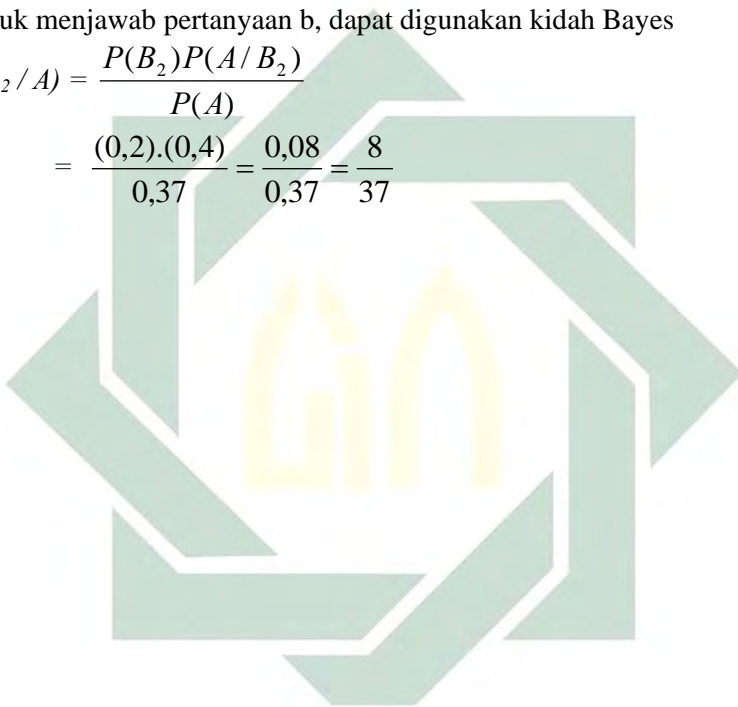 uk menjawab pertanyaan b, dapat digunakan kidah Bayes
₂ / A) = P(B₂)P(A / B₂) / P(A)
= (0,2).(0,4) / 0,37 = 0,08 / 0,37 = 8 / 37